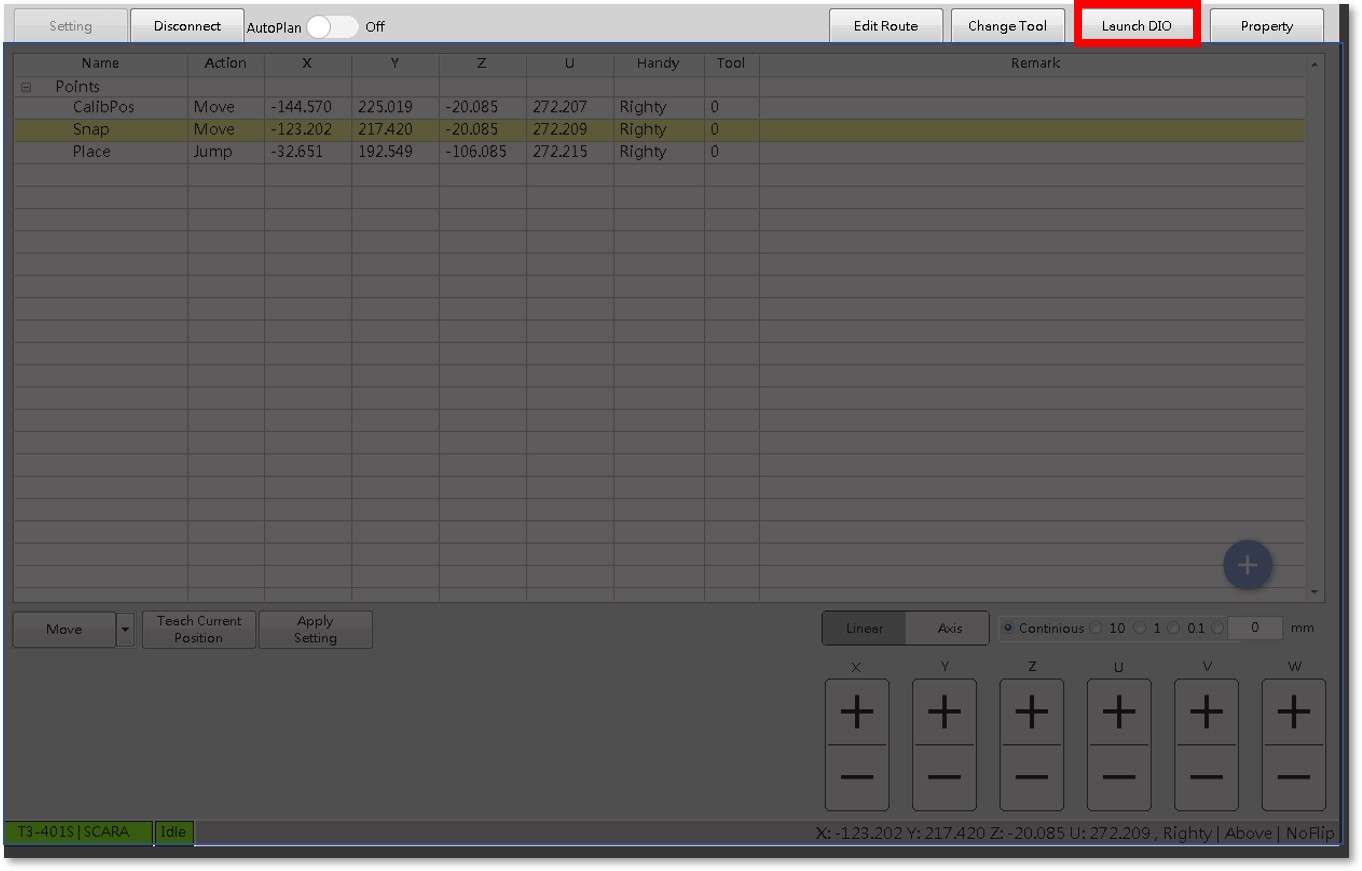 Setting Disconnect AutoPlan Off Edit Route Change Tool Launch DIO Property
Name Action X Y Z U Handy Tool Remark
Points
CalibPos Move -144.570 225.019 -20.085 272.207 Righty 0
Snap Move -123.202 217.420 -20.085 272.209 Righty 0
Place Jump -32.651 192.549 -106.085 272.215 Righty 0
Move Teach Current Position Apply Setting Linear Axis Continious 10 1 0.1 0 mm
X Y Z U V W
T3-401S | SCARA Idle X: -123.202 Y: 217.420 Z: -20.085 U: 272.209 , Righty | Above | NoFlip